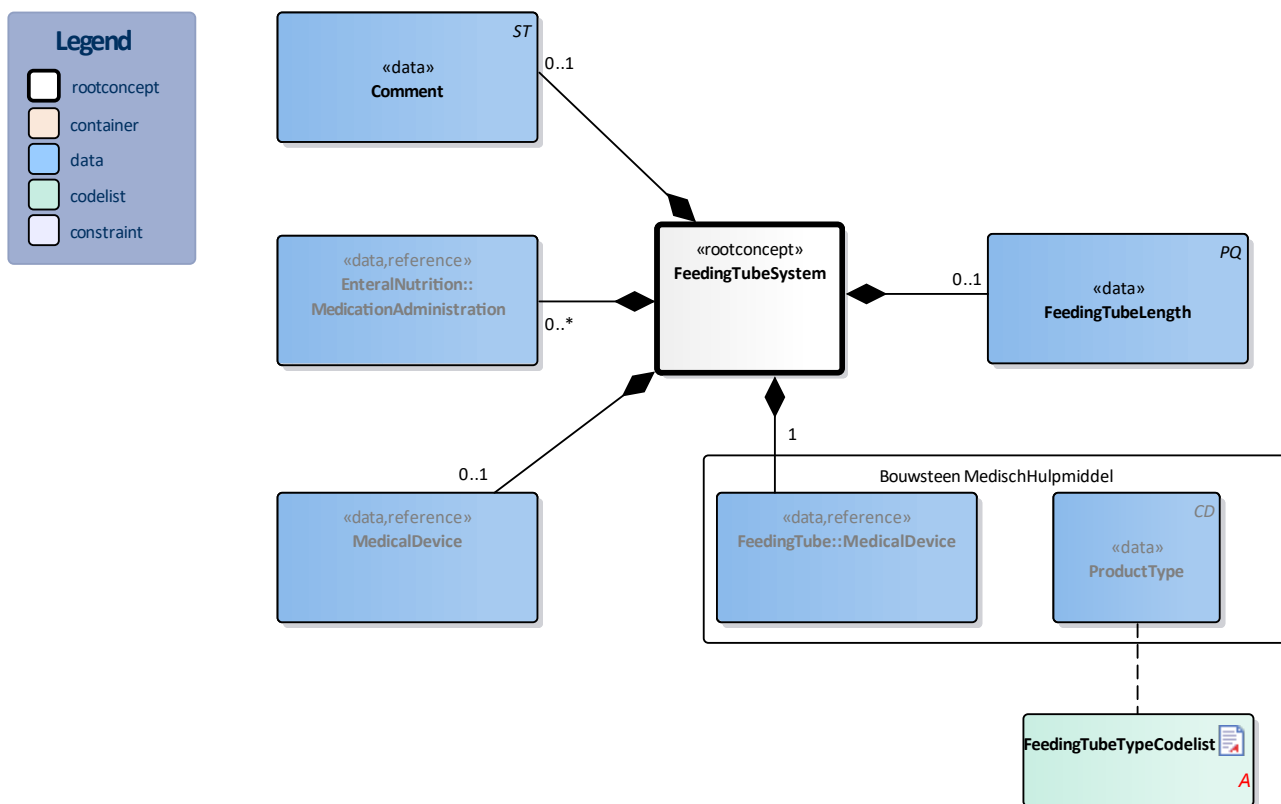 Legend
rootconcept
container
data
codelist
constraint
ST
«data»
Comment
0..1
«data,reference»
EnteralNutrition::
MedicationAdministration
0..*
«rootconcept»
FeedingTubeSystem
0..1
PQ
«data»
FeedingTubeLength
0..1
«data,reference»
MedicalDevice
1
Bouwsteen MedischHulpmiddel
«data,reference»
FeedingTube::MedicalDevice
CD
«data»
ProductType
FeedingTubeTypeCodelist
A